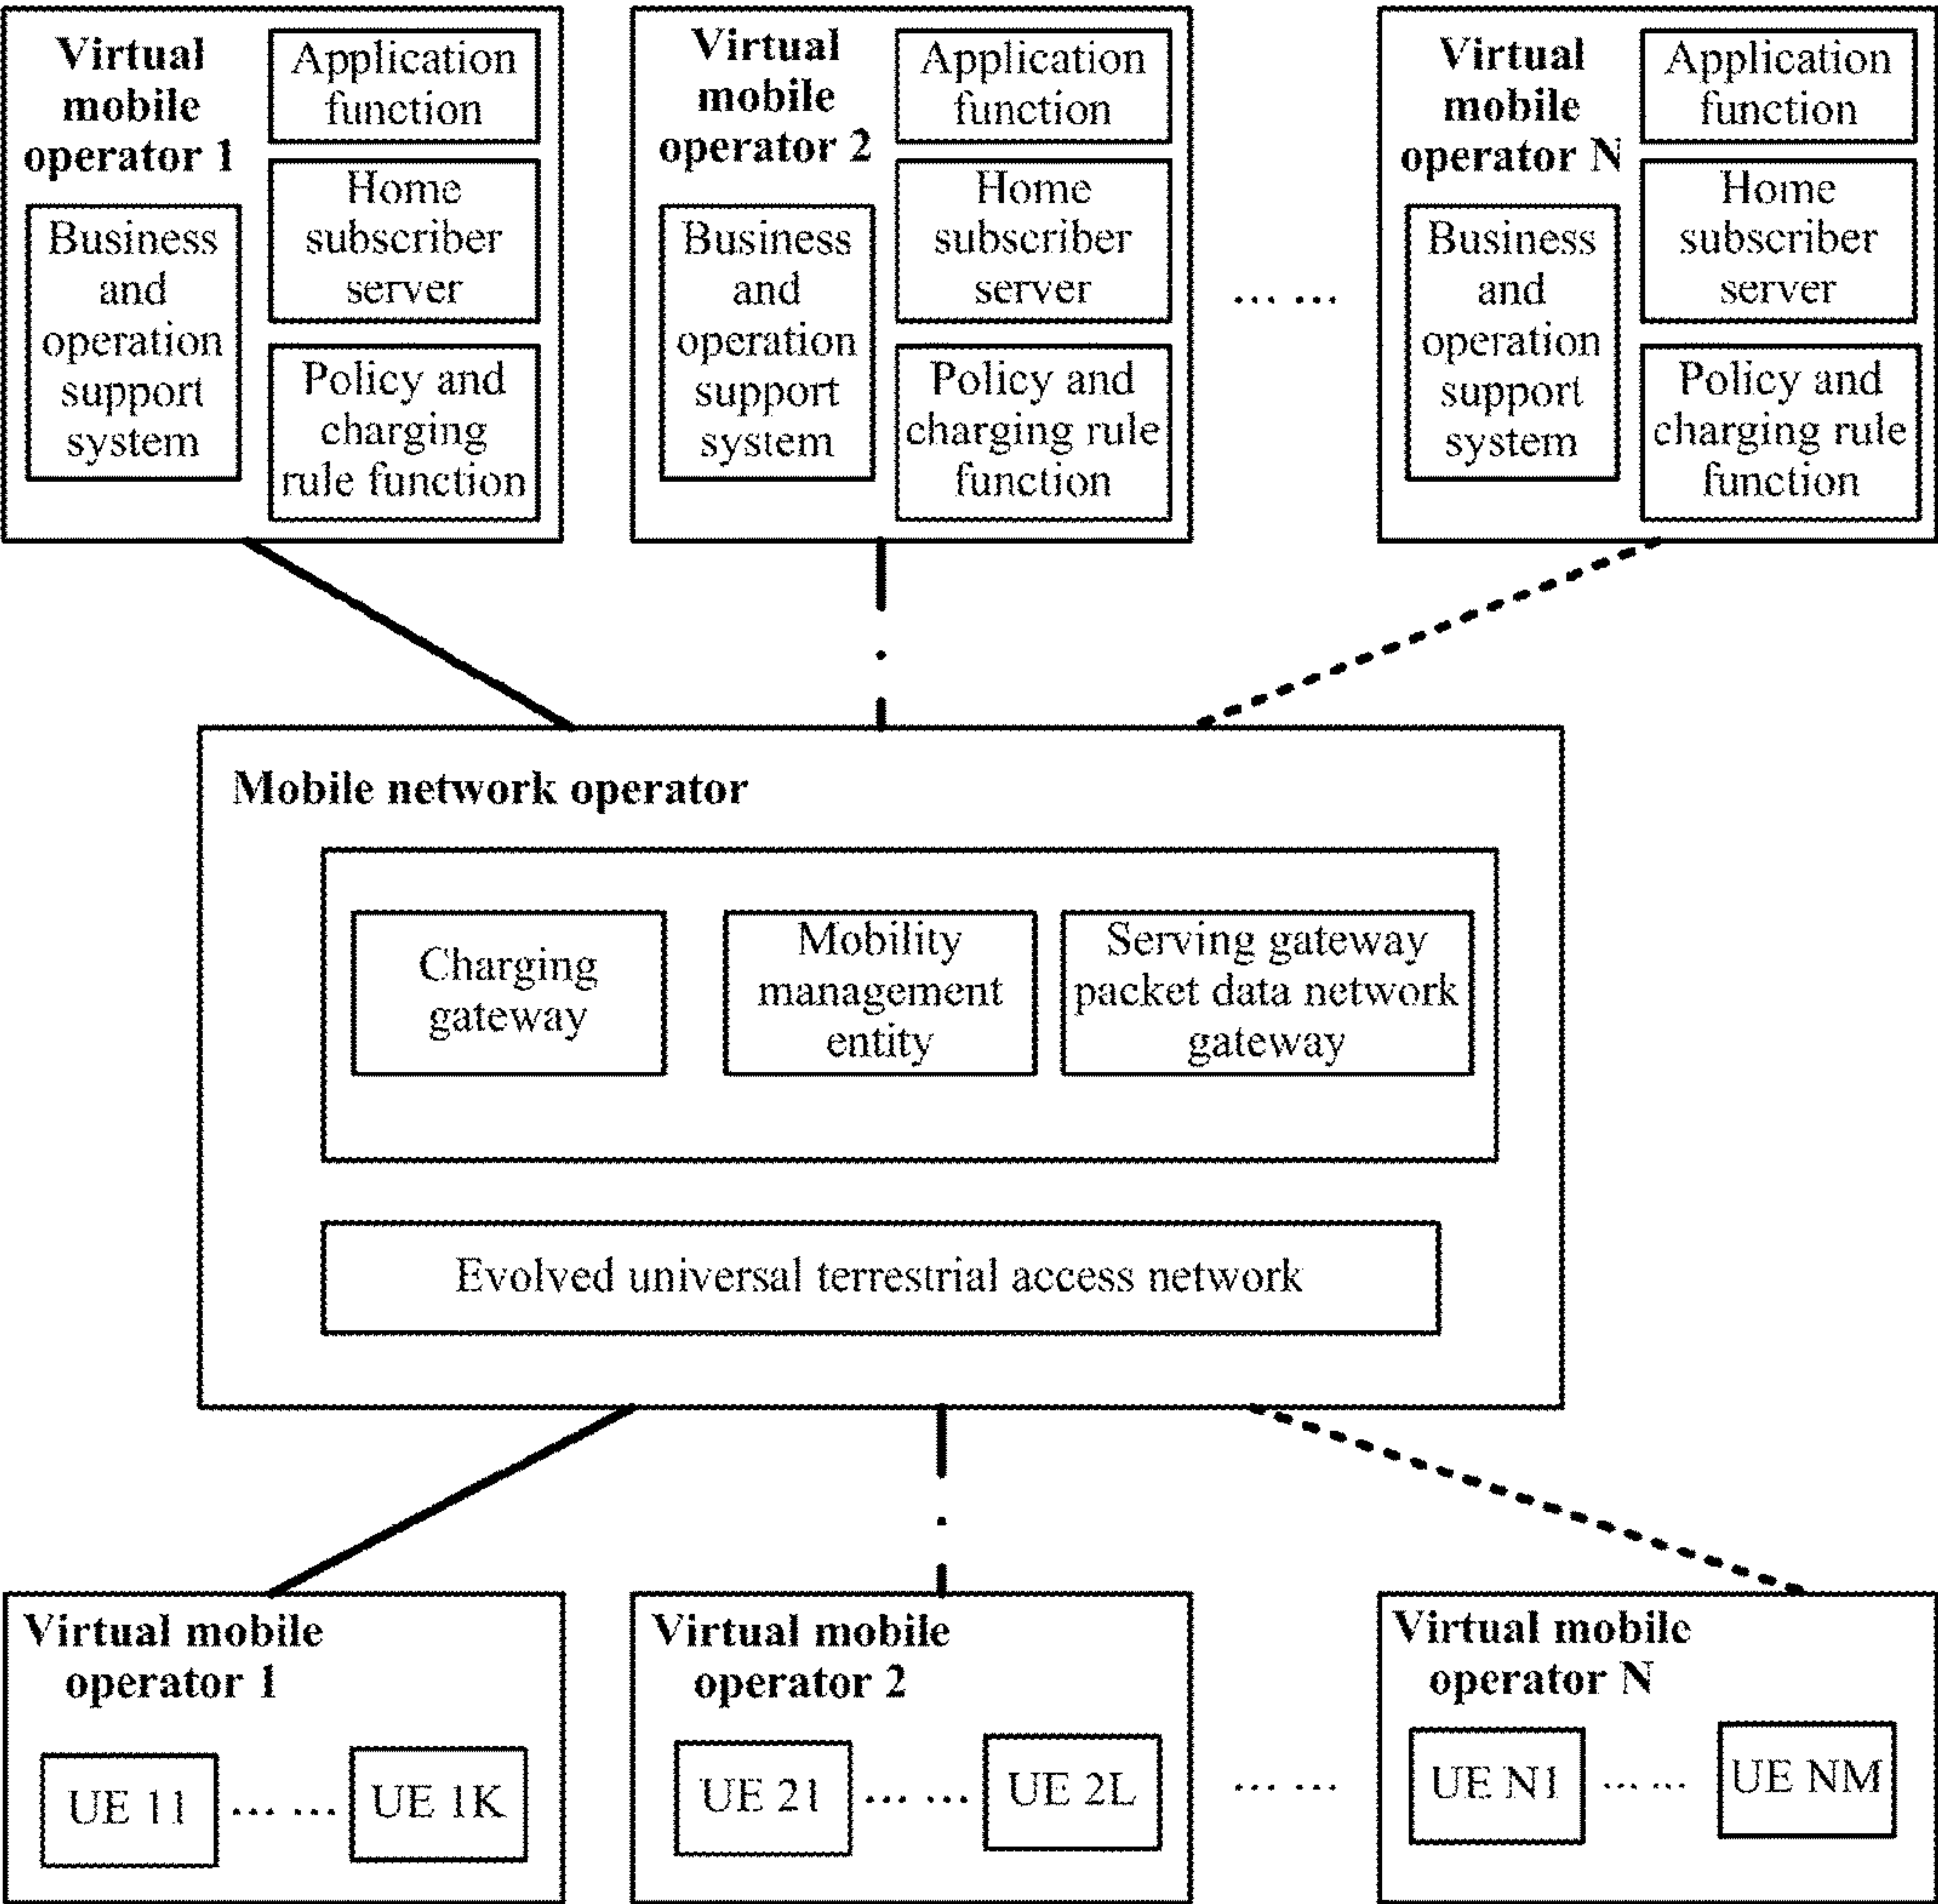 Virtual
mobile
operator 1
Application
function
Home
subscriber
server
Business
and
operation
support
system
Policy and
charging
rule function
Virtual
mobile
operator 2
Application
function
Home
subscriber
server
Business
and
operation
support
system
Policy and
charging rule
function
... ...
Virtual
mobile
operator N
Application
function
Home
subscriber
server
Business
and
operation
support
system
Policy and
charging rule
function
Mobile network operator
Charging
gateway
Mobility
management
entity
Serving gateway
packet data network
gateway
Evolved universal terrestrial access network
Virtual mobile
operator 1
UE 11 ... ... UE 1K
Virtual mobile
operator 2
UE 21 ... ... UE 2L
... ...
Virtual mobile
operator N
UE N1 ... ... UE NM